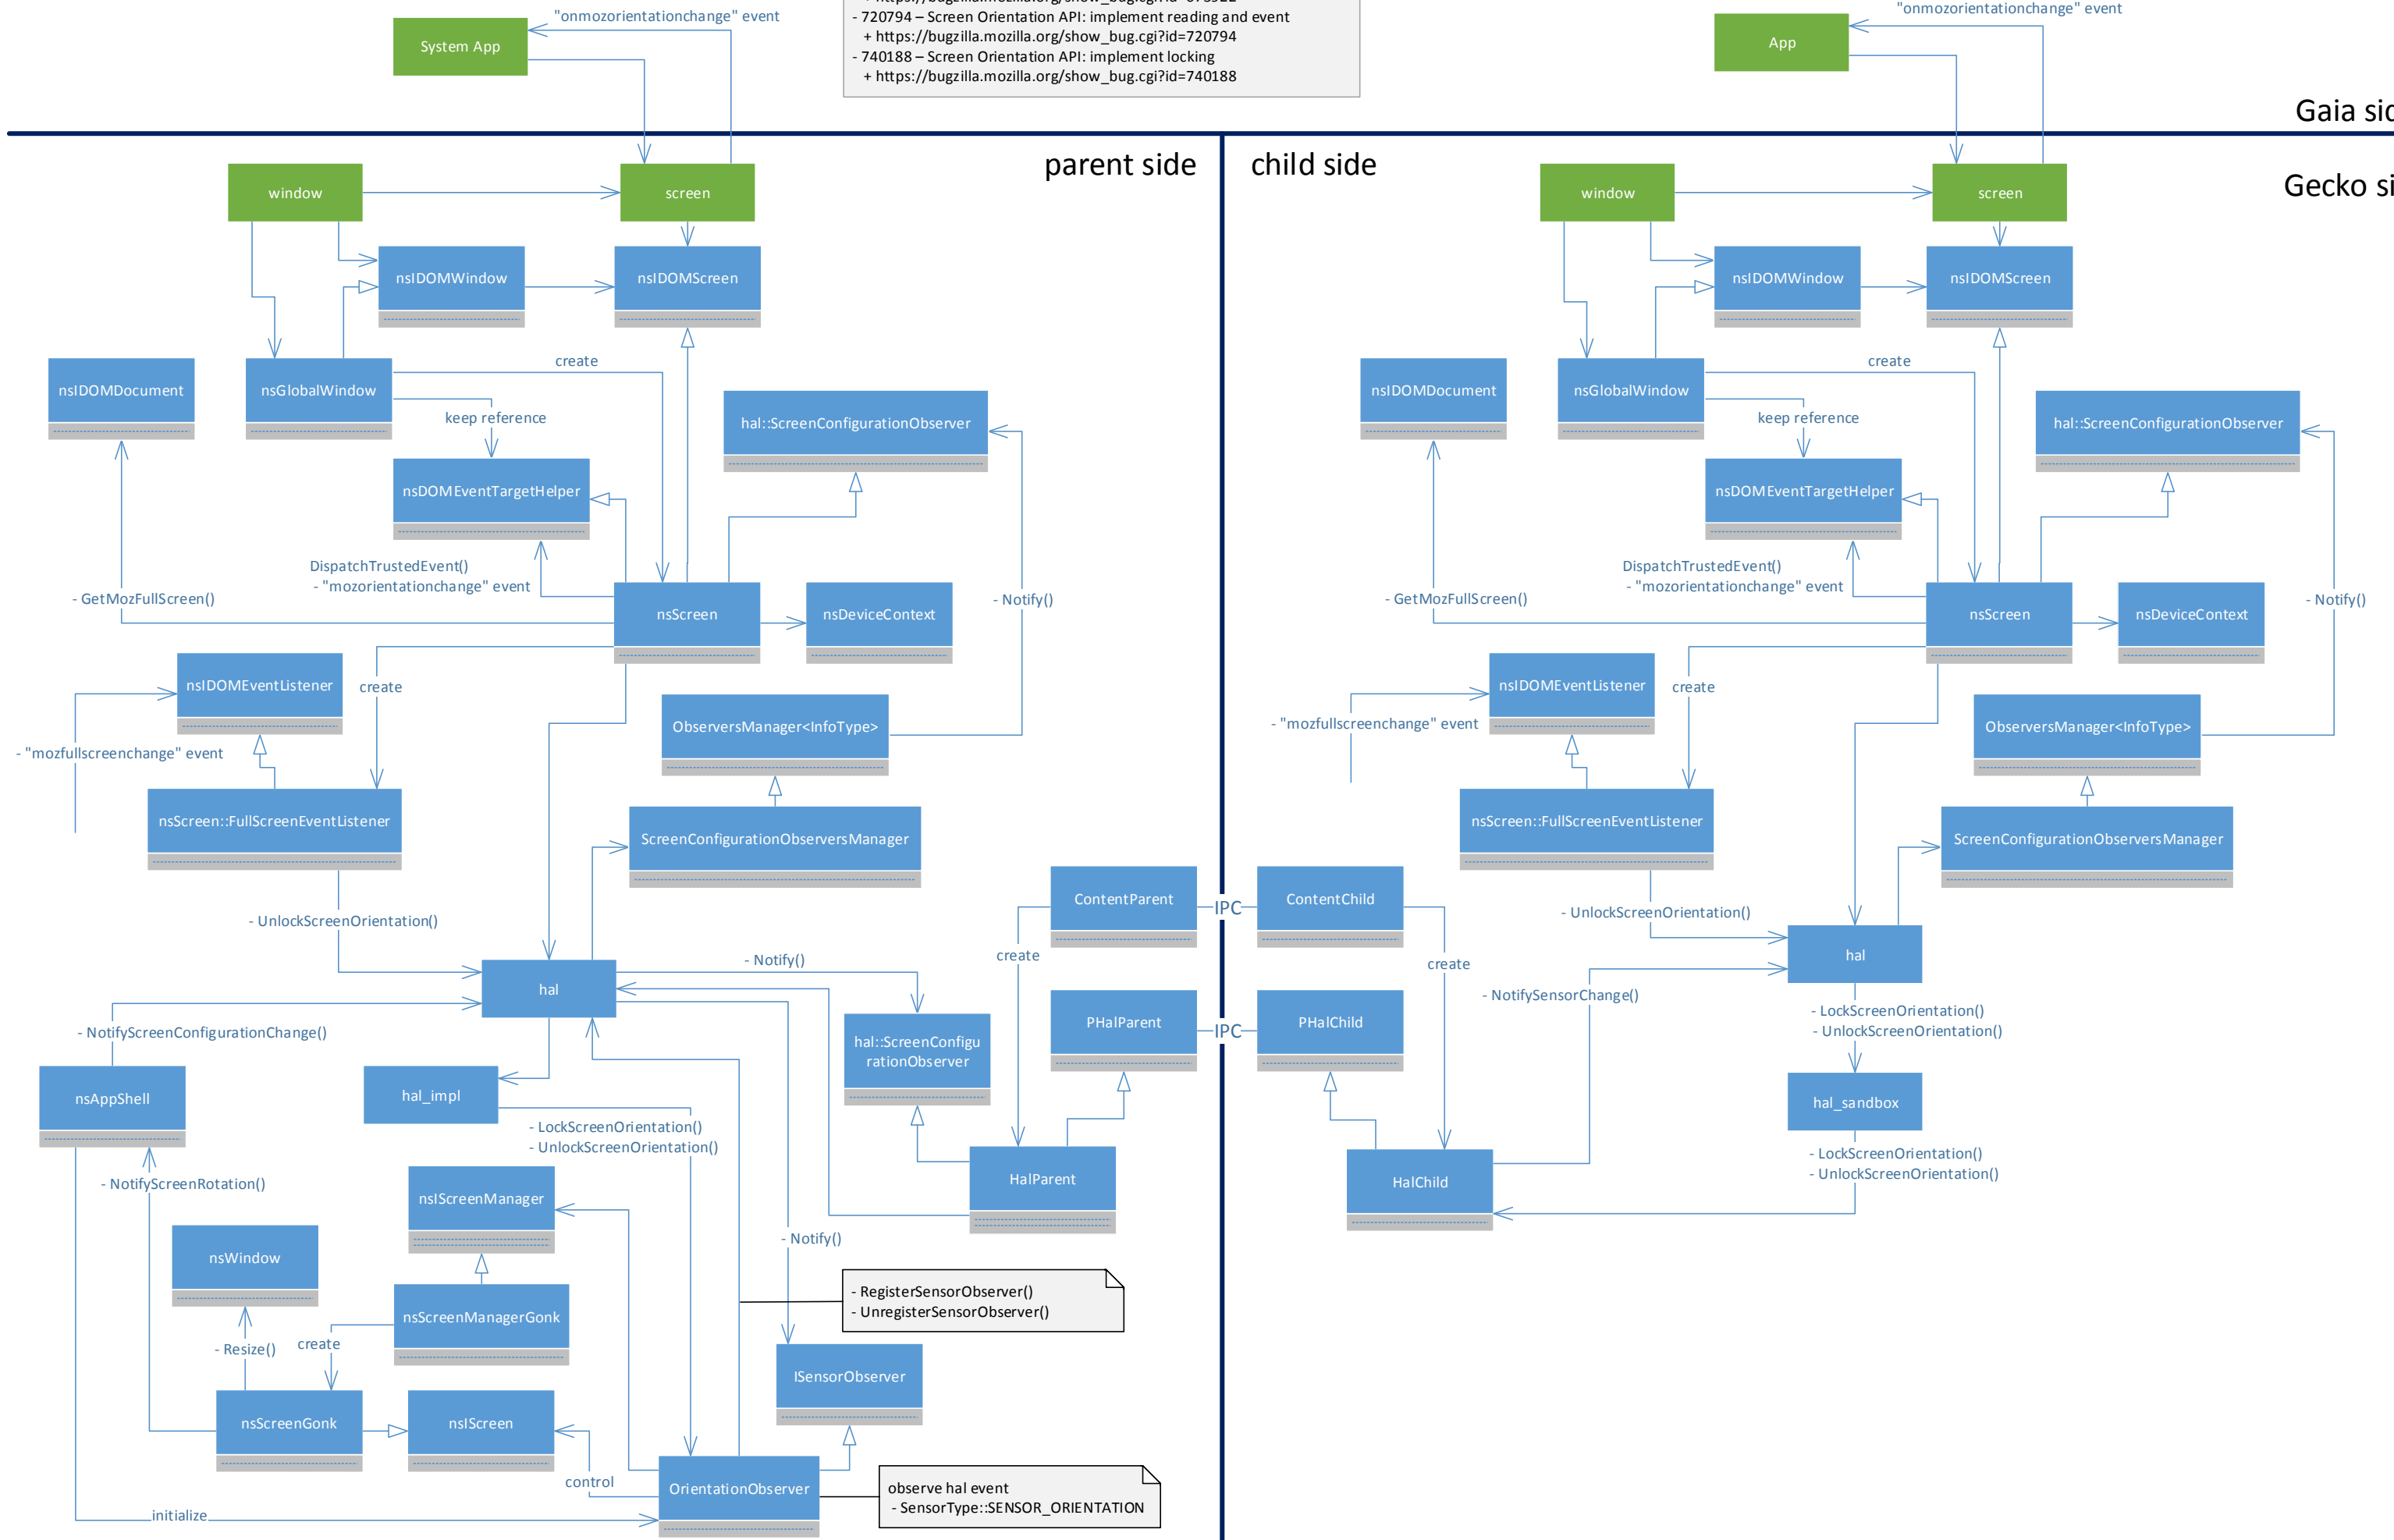 "onmozorientationchange" event
System App
- 720794 – Screen Orientation API: implement reading and event
+ https://bugzilla.mozilla.org/show_bug.cgi?id=720794
- 740188 – Screen Orientation API: implement locking
+ https://bugzilla.mozilla.org/show_bug.cgi?id=740188
"onmozorientationchange" event
App
Gaia sid
parent side
child side
Gecko si
window
screen
nsIDOMWindow
nsIDOMScreen
nsIDOMDocument
nsGlobalWindow
create
keep reference
hal::ScreenConfigurationObserver
nsDOMEventTargetHelper
DispatchTrustedEvent()
- "mozorientationchange" event
- GetMozFullScreen()
nsScreen
nsDeviceContext
- Notify()
nsIDOMEventListener
create
- "mozfullscreenchange" event
ObserversManager<InfoType>
nsScreen::FullScreenEventListener
ScreenConfigurationObserversManager
- UnlockScreenOrientation()
ContentParent
IPC
create
- Notify()
hal
- NotifyScreenConfigurationChange()
hal::ScreenConfigu
rationObserver
PHalParent
IPC
nsAppShell
hal_impl
- LockScreenOrientation()
- UnlockScreenOrientation()
HalParent
- NotifyScreenRotation()
nsIScreenManager
nsWindow
- Notify()
- RegisterSensorObserver()
- UnregisterSensorObserver()
nsScreenManagerGonk
- Resize()
create
ISensorObserver
nsScreenGonk
nsIScreen
control
OrientationObserver
observe hal event
- SensorType::SENSOR_ORIENTATION
initialize
window
screen
nsIDOMWindow
nsIDOMScreen
nsIDOMDocument
nsGlobalWindow
create
keep reference
hal::ScreenConfigurationObserver
nsDOMEventTargetHelper
DispatchTrustedEvent()
- "mozorientationchange" event
- GetMozFullScreen()
nsScreen
nsDeviceContext
- Notify()
nsIDOMEventListener
create
- "mozfullscreenchange" event
ObserversManager<InfoType>
nsScreen::FullScreenEventListener
ScreenConfigurationObserversManager
ContentChild
- UnlockScreenOrientation()
create
hal
- NotifySensorChange()
PHalChild
- LockScreenOrientation()
- UnlockScreenOrientation()
hal_sandbox
- LockScreenOrientation()
- UnlockScreenOrientation()
HalChild